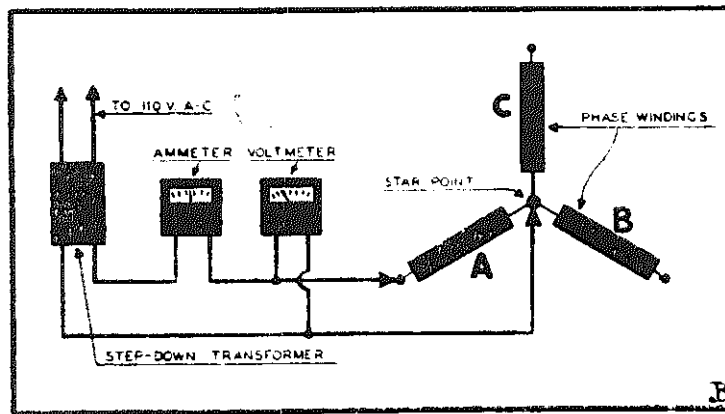 TO 110 V. A-C
AMMETER VOLTMETER
C
PHASE WINDINGS
STAR POINT
A
B
STEP-DOWN TRANSFORMER